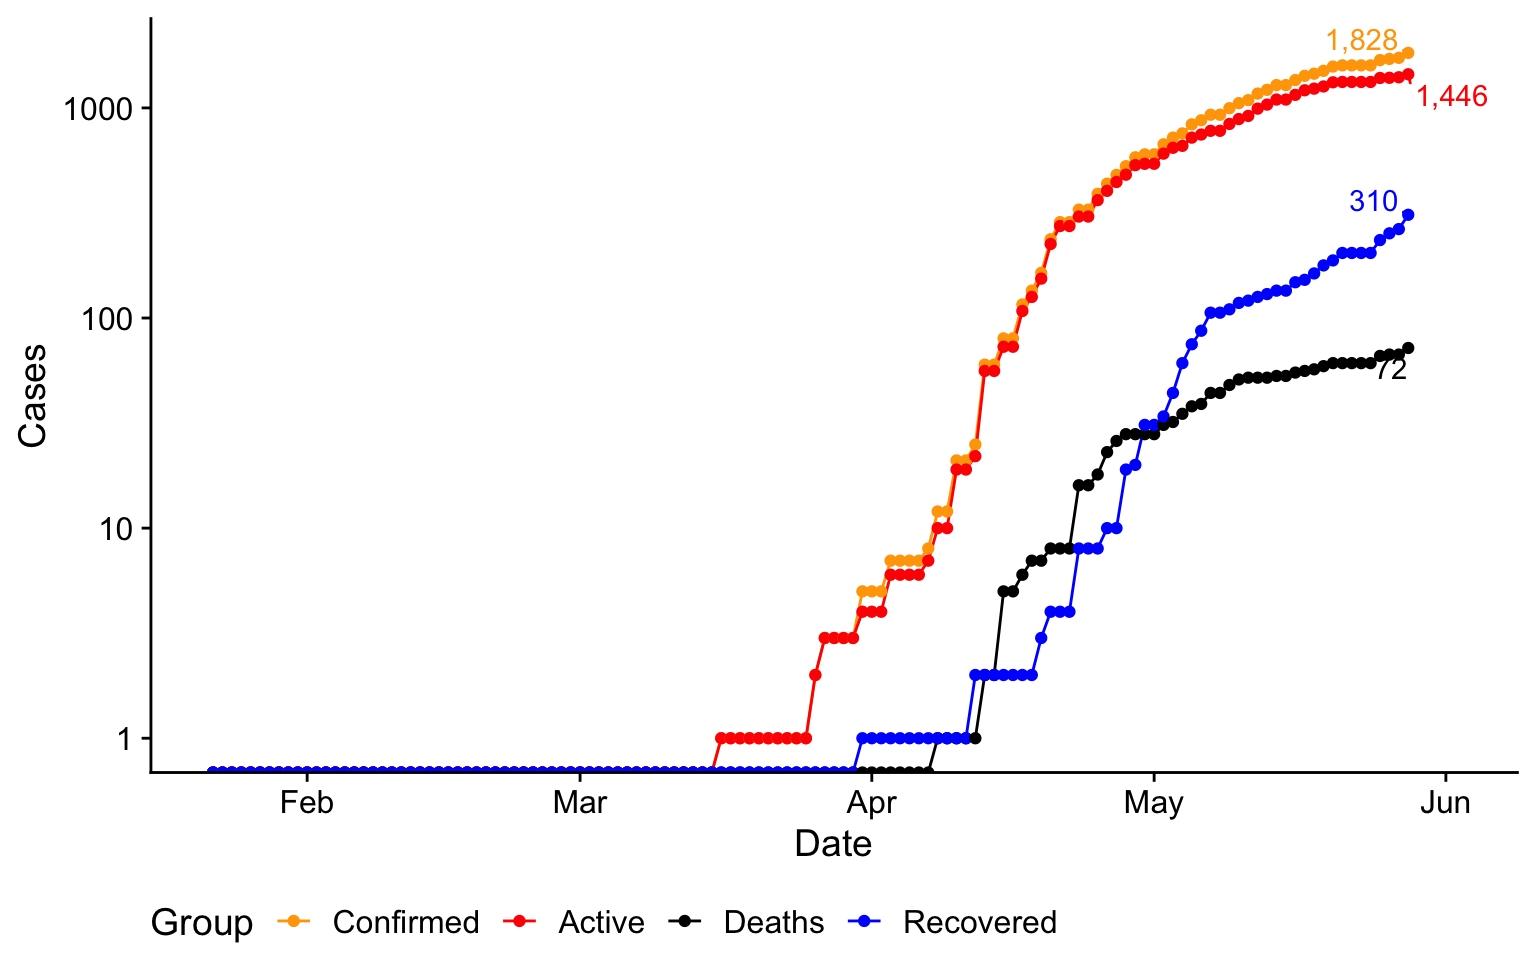 1,828
1,446
310
72
1000
100
10
1
Cases
Feb Mar Apr May Jun
Date
Group Confirmed Active Deaths Recovered